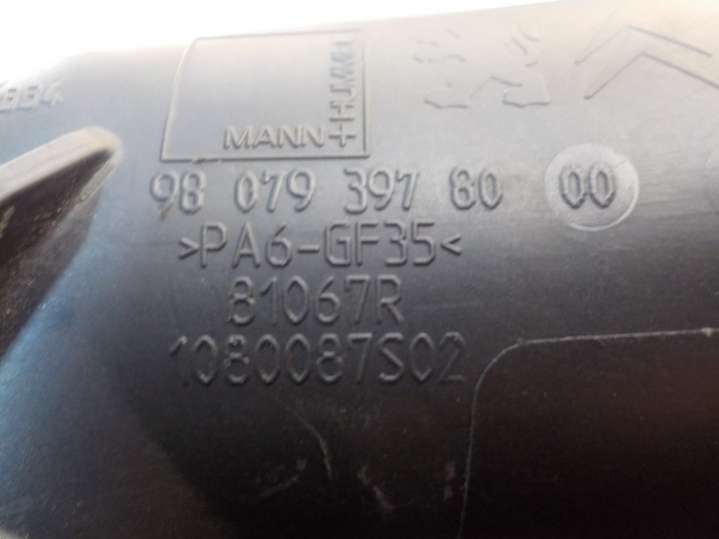 MANN+HUMMEL
98 079 397 80 00
>PA6-GF35<
81067R
1080087S02